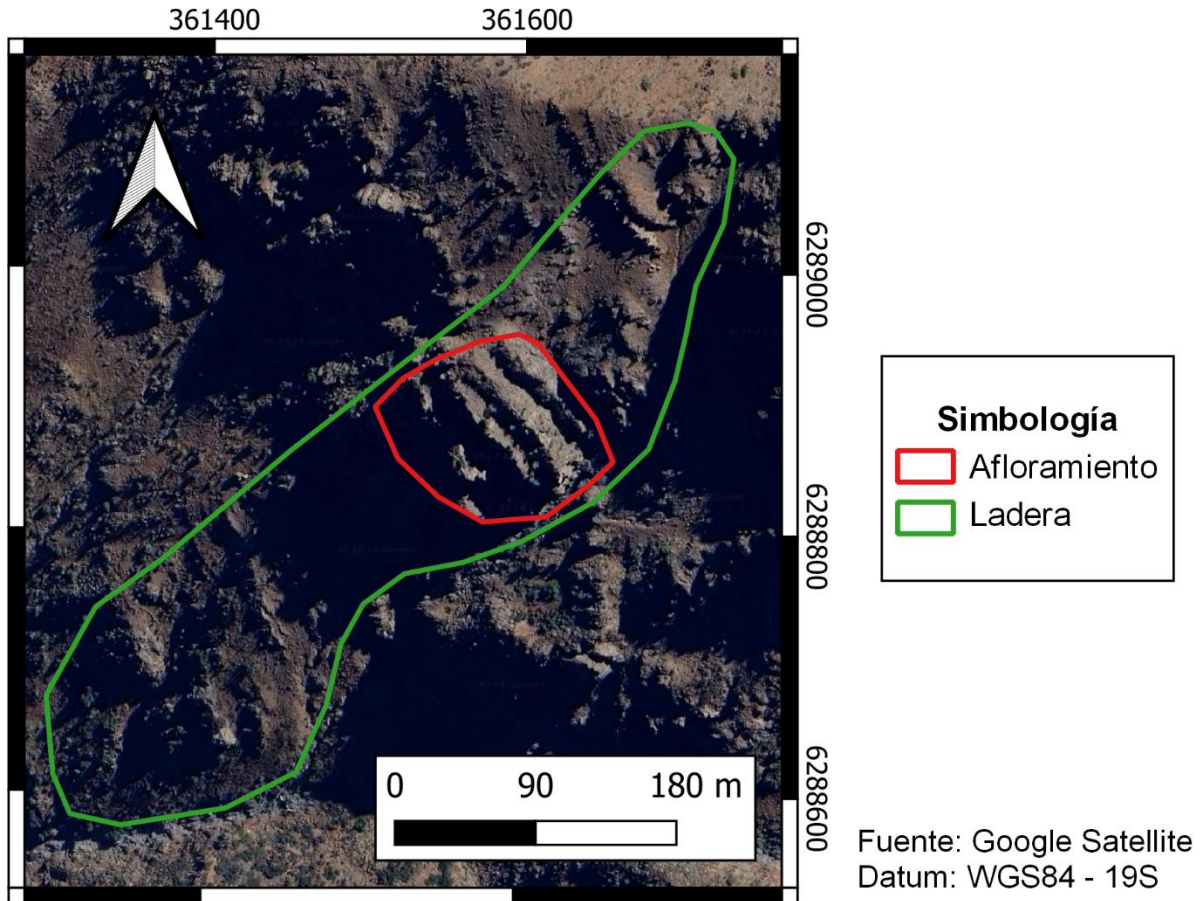 361400 361600
6289000
6288800
6288600
Simbología
Afloramiento
Ladera
0 90 180 m
Fuente: Google Satellite
Datum: WGS84 - 19S